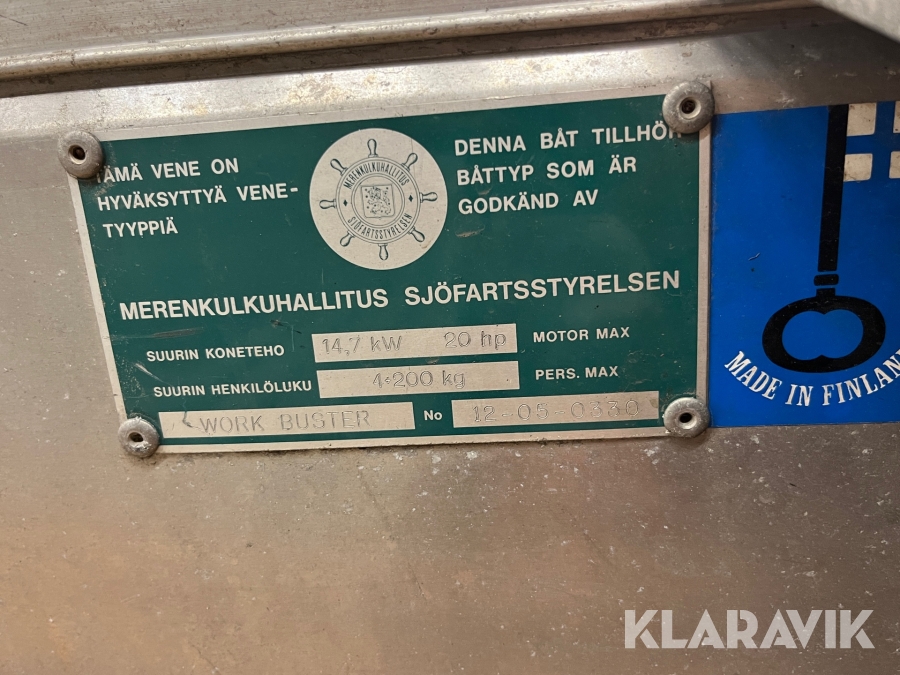 TÄMÄ VENE ON
HYVÄKSYTTYÄ VENE-
TYYPPIÄ
MERENKULKUHALLITUS
SJÖFARTSSTYRELSEN
DENNA BÅT TILLHÖR
BÅTTYP SOM ÄR
GODKÄND AV
MERENKULKUHALLITUS SJÖFARTSSTYRELSEN
SUURIN KONETEHO 14,7 kW 20 hp MOTOR MAX
SUURIN HENKILÖLUKU 4+200 kg PERS. MAX
WORK BUSTER No 12-05-0330
MADE IN FINLAND
KLARAVIK